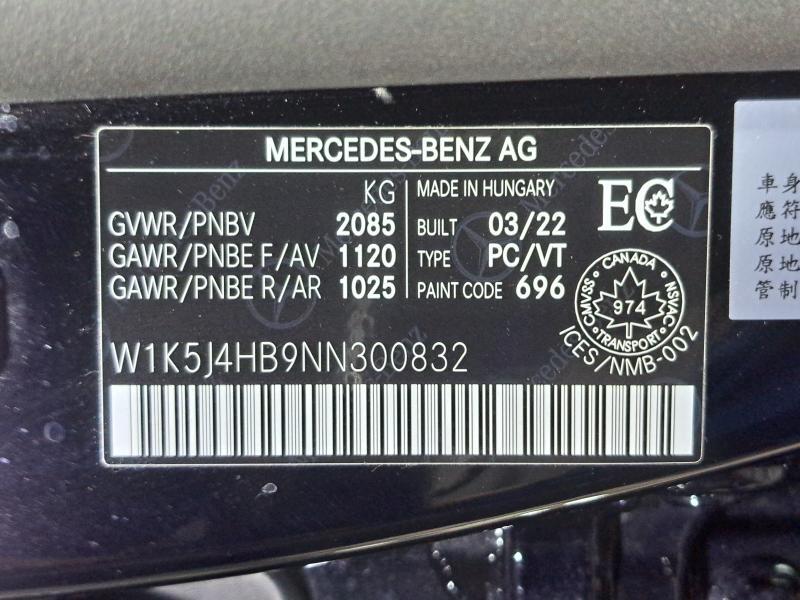 MERCEDES-BENZ AG
KG
GVWR/PNBV 2085
GAWR/PNBE F/AV 1120
GAWR/PNBE R/AR 1025
MADE IN HUNGARY
BUILT 03/22
TYPE PC/VT
PAINT CODE 696
EC
CANADA
CMVSS NSVAC
974
TRANSPORT
ICES/NMB-002
W1K5J4HB9NN300832
車身
應符
原地
原地
管制